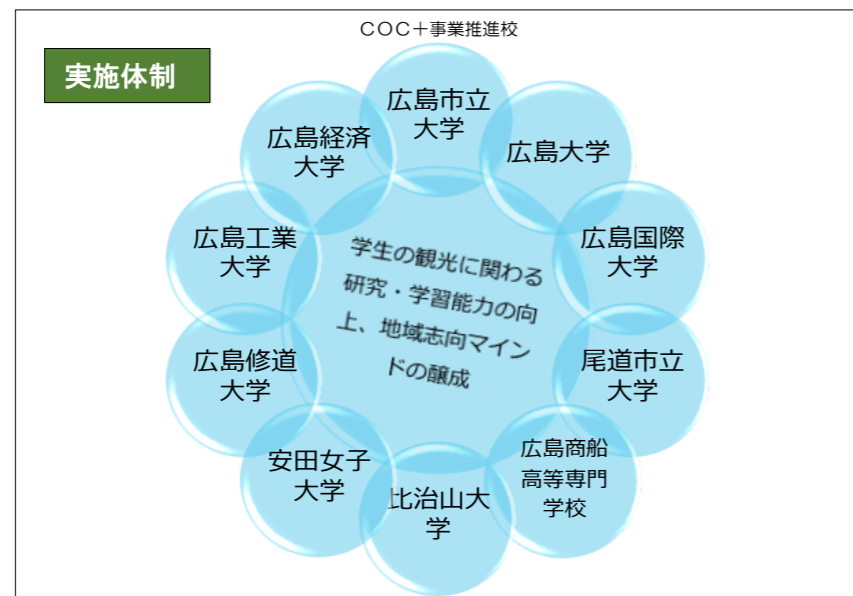 COC+事業推進校
実施体制
広島市立
大学
広島大学
広島国際
大学
尾道市立
大学
広島商船
高等専門
学校
比治山大
学
安田女子
大学
広島修道
大学
広島工業
大学
広島経済
大学
学生の観光に関わる
研究・学習能力の向
上、地域志向マイン
ドの醸成